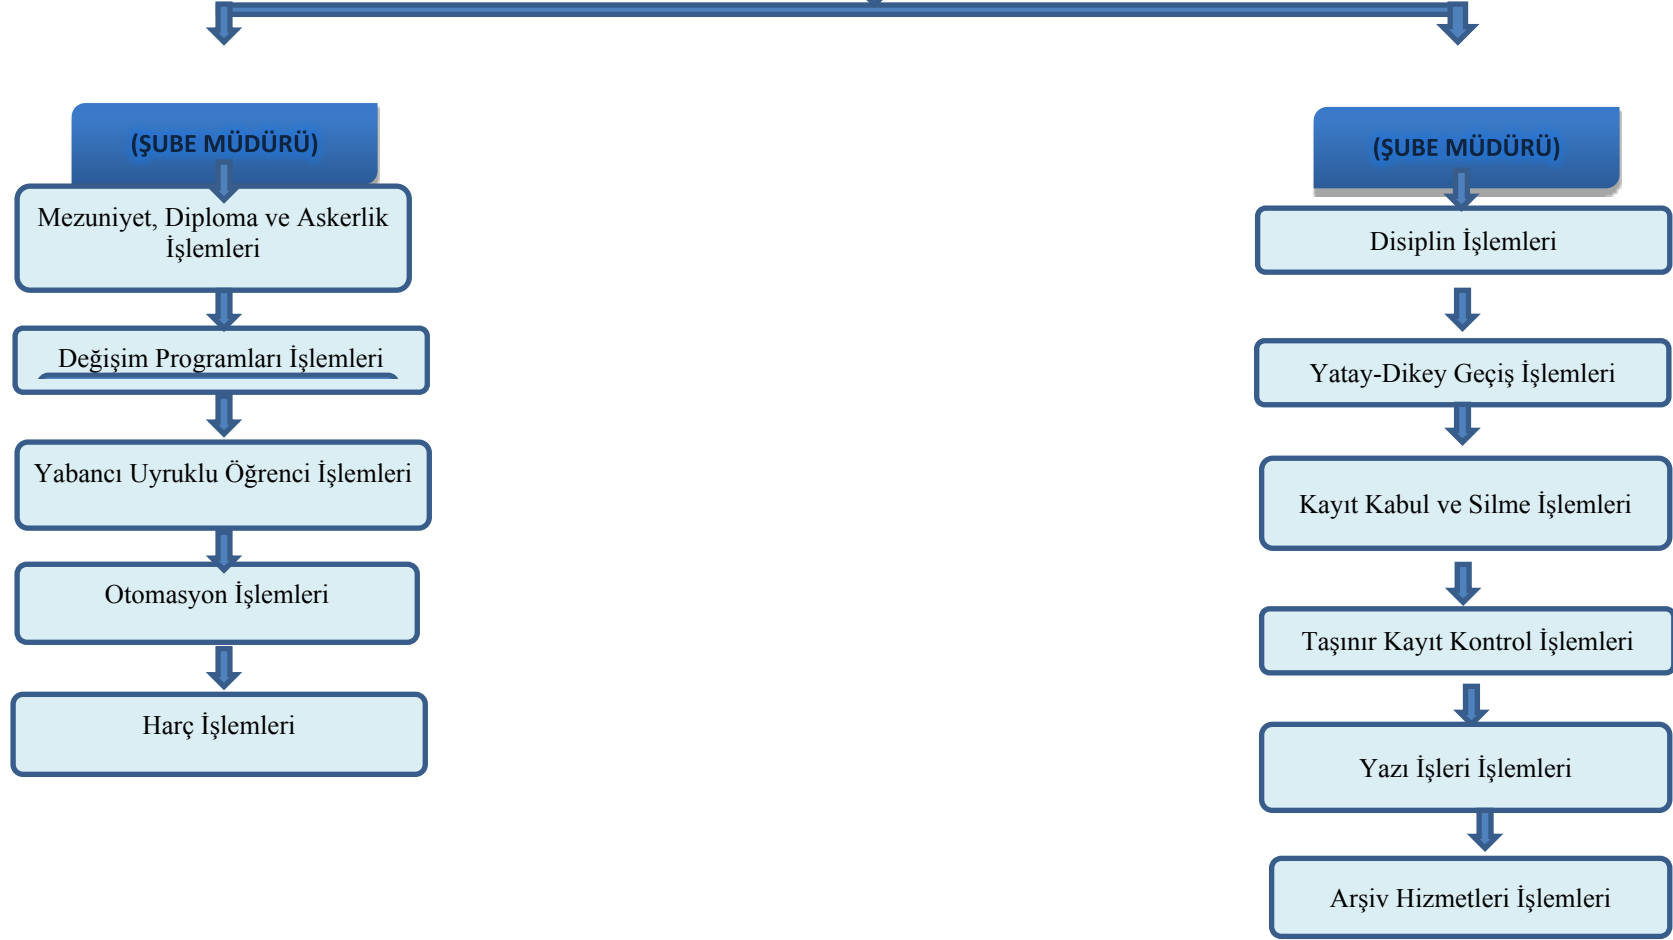 (ŞUBE MÜDÜRÜ)
Mezuniyet, Diploma ve Askerlik
İşlemleri
Değişim Programları İşlemleri
Yabancı Uyruklu Öğrenci İşlemleri
Otomasyon İşlemleri
Harç İşlemleri
(ŞUBE MÜDÜRÜ)
Disiplin İşlemleri
Yatay-Dikey Geçiş İşlemleri
Kayıt Kabul ve Silme İşlemleri
Taşınır Kayıt Kontrol İşlemleri
Yazı İşleri İşlemleri
Arşiv Hizmetleri İşlemleri